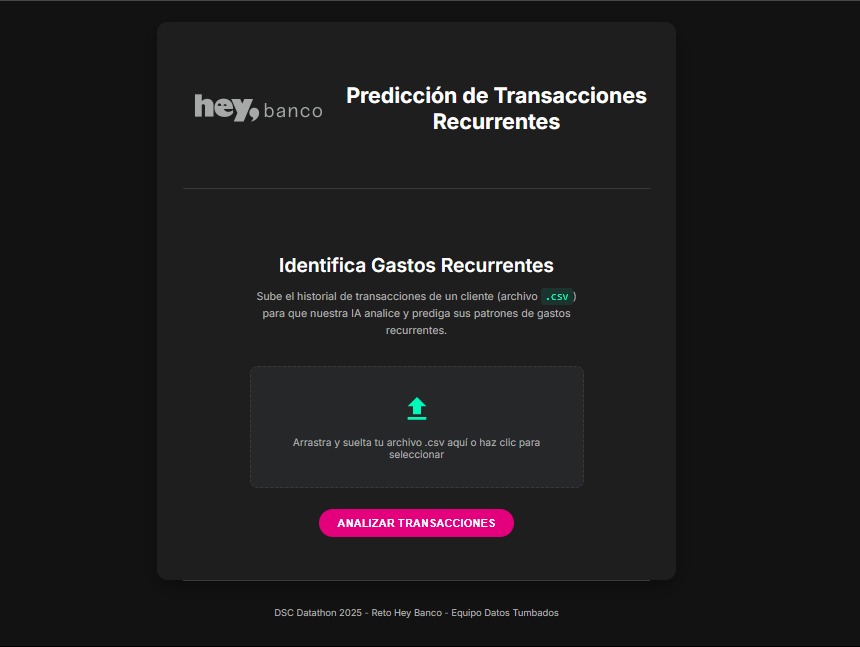 hey, banco
Predicción de Transacciones
Recurrentes
Identifica Gastos Recurrentes
Sube el historial de transacciones de un cliente (archivo .csv )
para que nuestra IA analice y prediga sus patrones de gastos
recurrentes.
Arrastra y suelta tu archivo .csv aquí o haz clic para
seleccionar
ANALIZAR TRANSACCIONES
DSC Datathon 2025 - Reto Hey Banco - Equipo Datos Tumbados